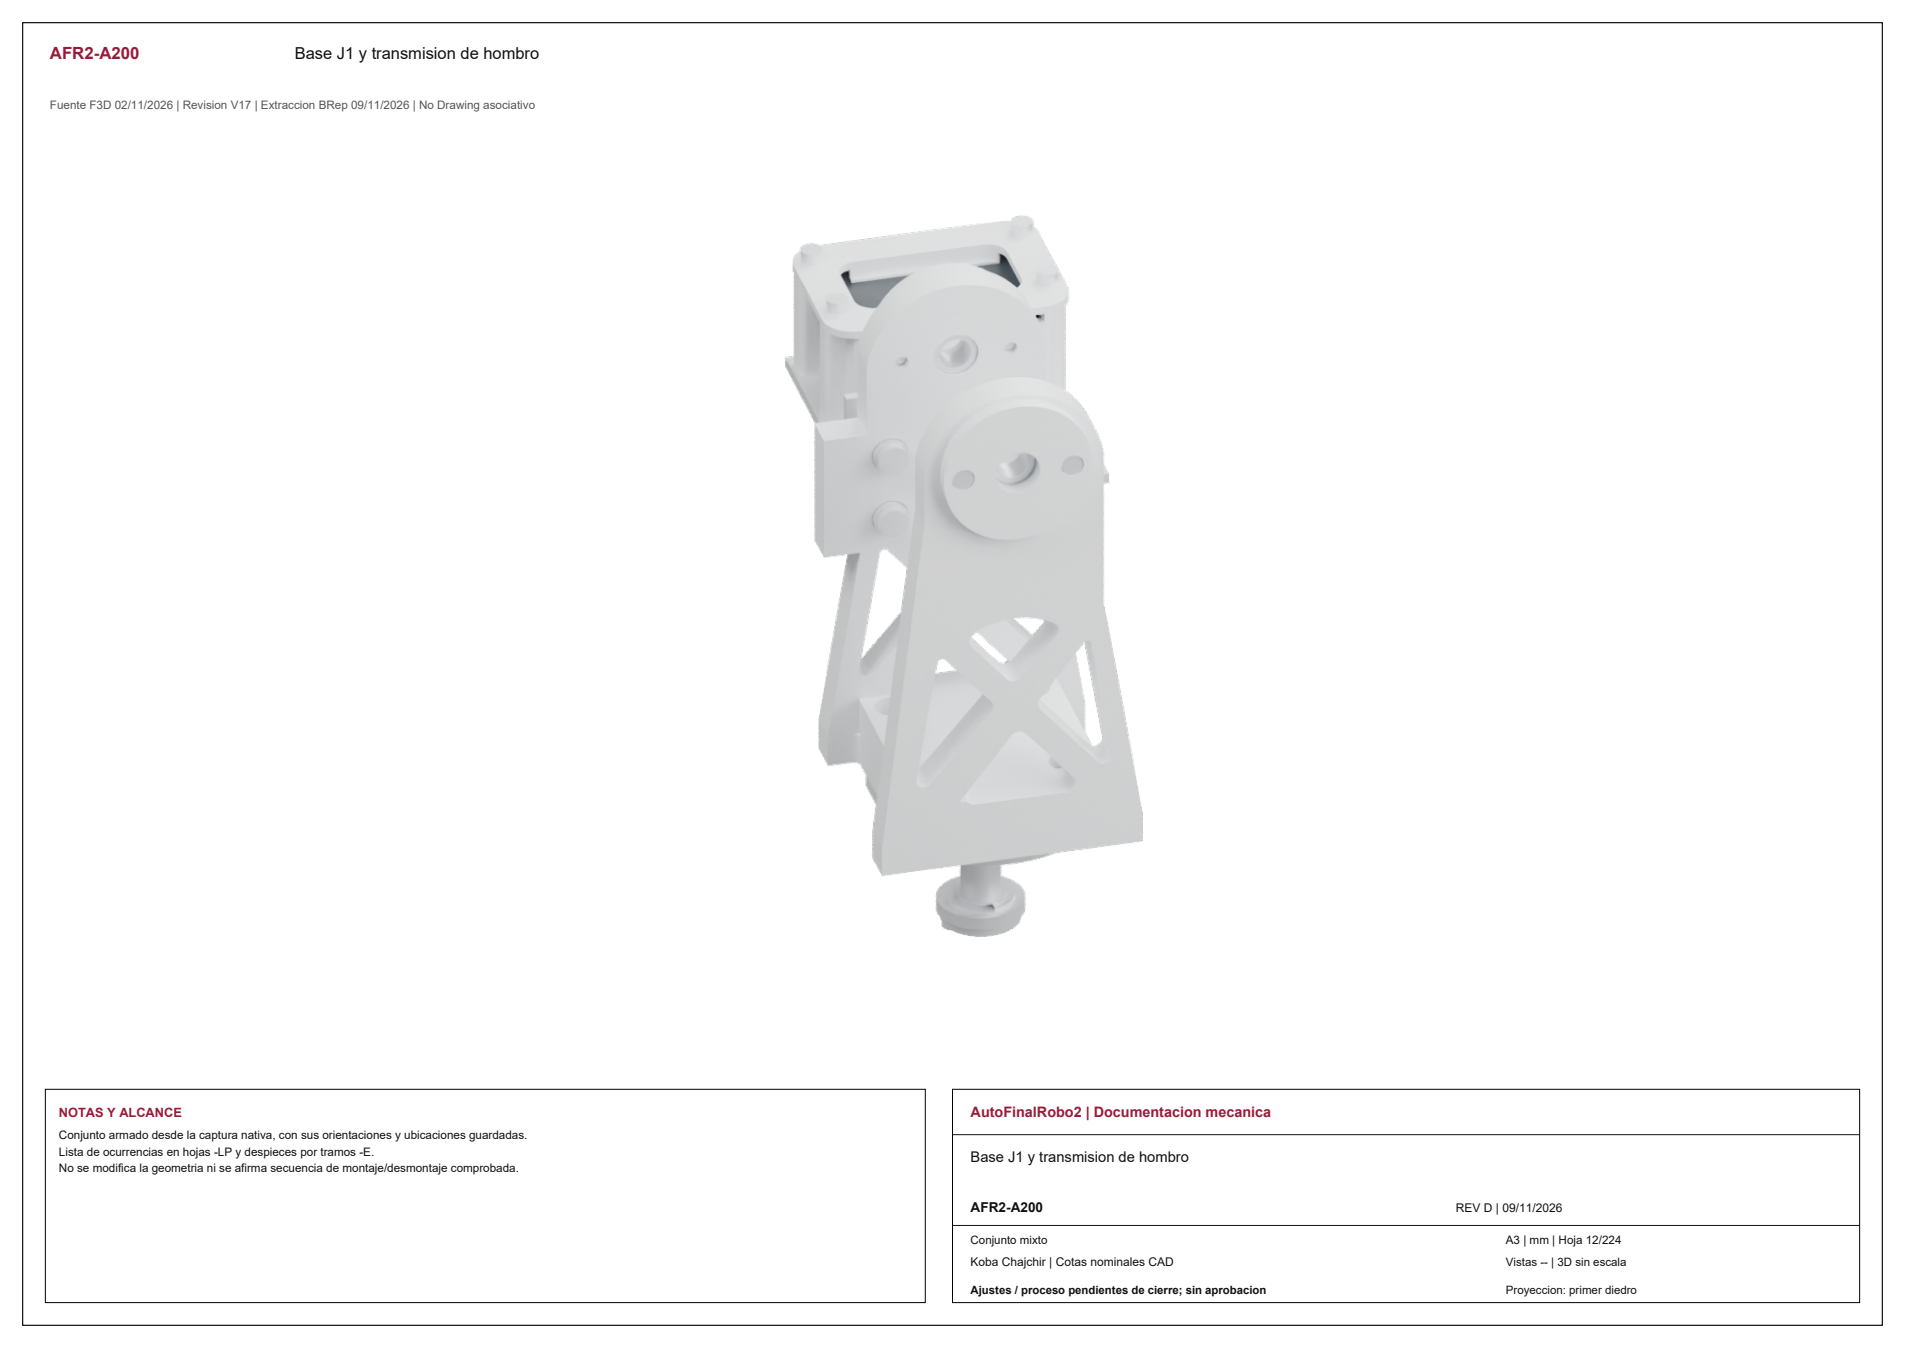 AFR2-A200 Base J1 y transmision de hombro
Fuente F3D 02/11/2026 | Revision V17 | Extraccion BRep 09/11/2026 | No Drawing asociativo
NOTAS Y ALCANCE
Conjunto armado desde la captura nativa, con sus orientaciones y ubicaciones guardadas.
Lista de ocurrencias en hojas -LP y despieces por tramos -E.
No se modifica la geometria ni se afirma secuencia de montaje/desmontaje comprobada.
AutoFinalRobo2 | Documentacion mecanica
Base J1 y transmision de hombro
AFR2-A200 REV D | 09/11/2026
Conjunto mixto A3 | mm | Hoja 12/224
Koba Chajchir | Cotas nominales CAD Vistas -- | 3D sin escala
Ajustes / proceso pendientes de cierre; sin aprobacion Proyeccion: primer diedro